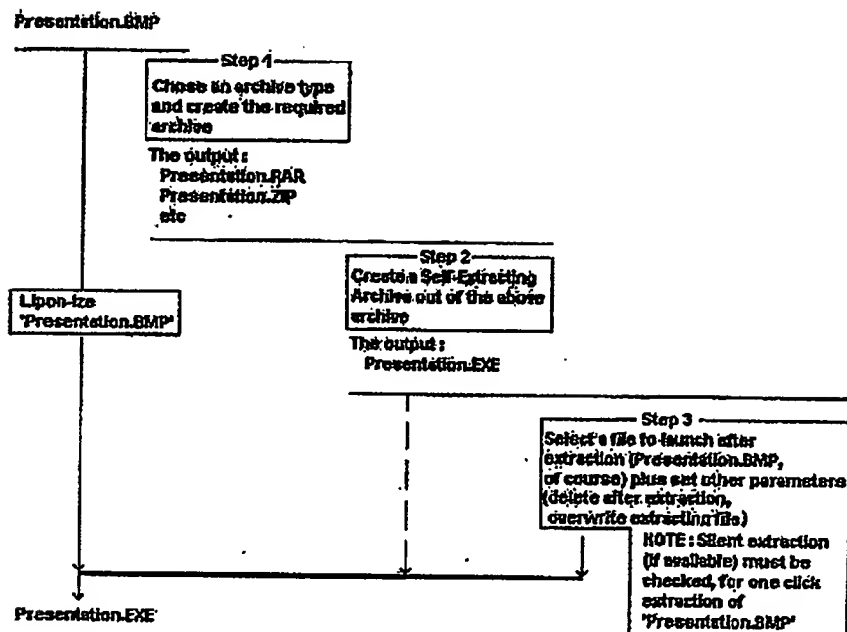 Presentation.BMP
Step 1
Chose an archive type
and create the required
archive
The output :
Presentation.RAR
Presentation.ZIP
etc
Step 2
Create a Self-Extracting
Archive out of the above
archive
Lipon-ize
"Presentation.BMP"
The output :
Presentation.EXE
Step 3
Select a file to launch after
extraction (Presentation.BMP,
of course) plus set other parameters
(delete after extraction,
overwrite extracting file)
NOTE : Silent extraction
(if available) must be
checked, for one click
extraction of
"Presentation.BMP"
Presentation.EXE